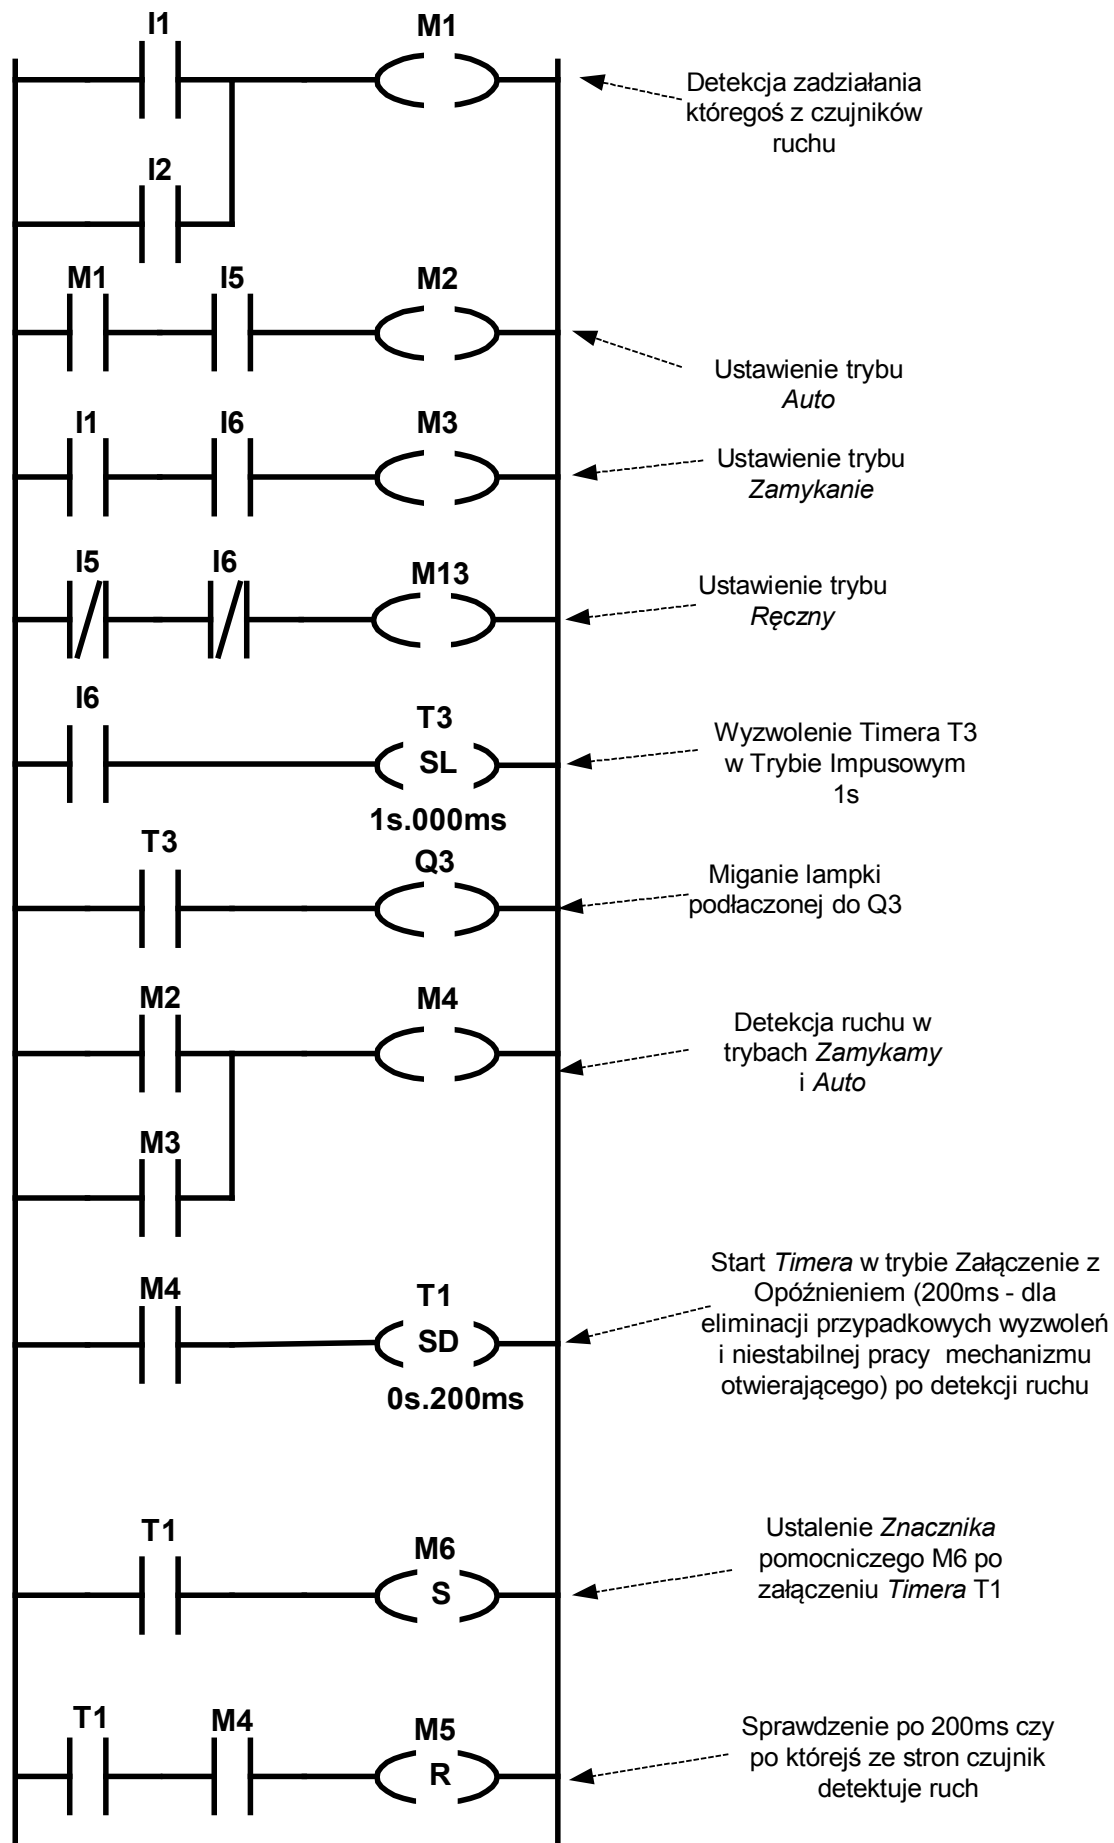 I1
M1
Detekcja zadziałania
któregoś z czujników
ruchu
I2
M1
I5
M2
Ustawienie trybu
Auto
I1
I6
M3
Ustawienie trybu
Zamykanie
I5
I6
M13
Ustawienie trybu
Ręczny
I6
T3
SL
1s.000ms
Wyzwolenie Timera T3
w Trybie Impusowym
1s
T3
Q3
Miganie lampki
podłaczonej do Q3
M2
M4
Detekcja ruchu w
trybach Zamykamy
i Auto
M3
M4
T1
SD
0s.200ms
Start Timera w trybie Załączenie z
Opóźnieniem (200ms - dla
eliminacji przypadkowych wyzwoleń
i niestabilnej pracy mechanizmu
otwierającego) po detekcji ruchu
T1
M6
S
Ustalenie Znacznika
pomocniczego M6 po
załączeniu Timera T1
T1
M4
M5
R
Sprawdzenie po 200ms czy
po którejś ze stron czujnik
detektuje ruch